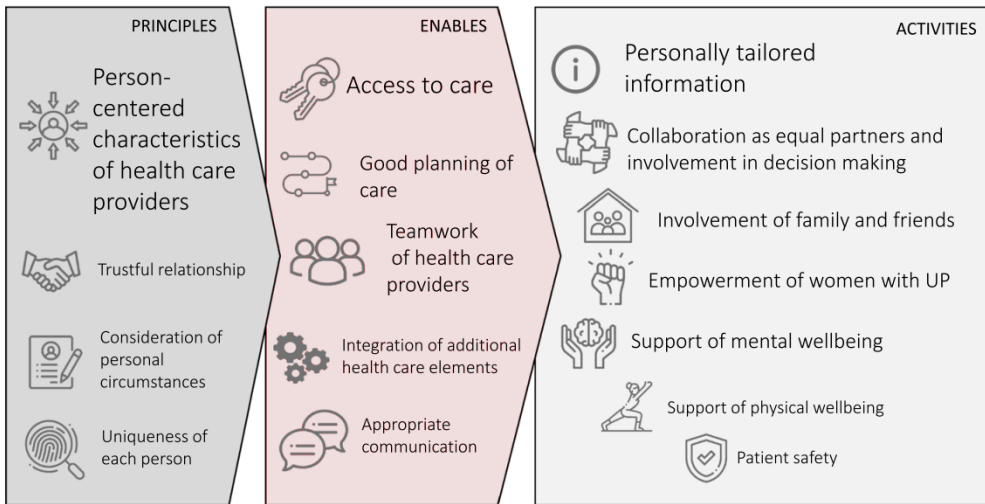 PRINCIPLES
Person-
centered
characteristics
of health care
providers
Trustful relationship
Consideration of
personal
circumstances
Uniqueness of
each person
ENABLES
Access to care
Good planning of
care
Teamwork
of health care
providers
Integration of additional
health care elements
Appropriate
communication
ACTIVITIES
Personally tailored
information
Collaboration as equal partners and
involvement in decision making
Involvement of family and friends
Empowerment of women with UP
Support of mental wellbeing
Support of physical wellbeing
Patient safety